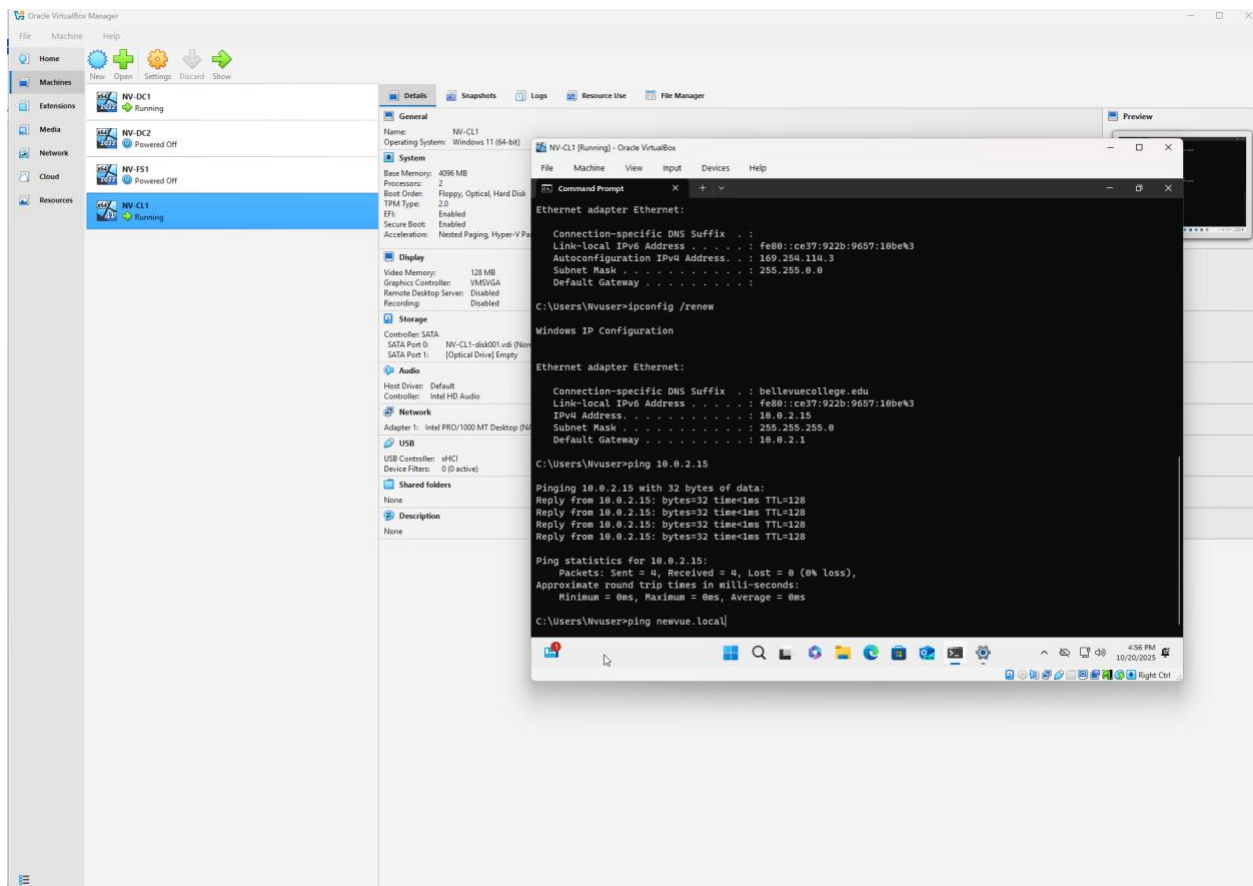 Oracle VirtualBox Manager
File Machine Help
Home
Machines
Extensions
Media
Network
Cloud
Resources
New Open Settings Discard Show
NV-DC1
Running
NV-DC2
Powered Off
NV-FS1
Powered Off
NV-CL1
Running
Details Snapshots Logs Resource Use File Manager
General
Name: NV-CL1
Operating System: Windows 11 (64-bit)
System
Base Memory: 4096 MB
Processors: 2
Boot Order: Floppy, Optical, Hard Disk
TPM Type: 2.0
EFI: Enabled
Secure Boot: Enabled
Acceleration: Nested Paging, Hyper-V Pa
Display
Video Memory: 128 MB
Graphics Controller: VMSVGA
Remote Desktop Server: Disabled
Recording: Disabled
Storage
Controller: SATA
SATA Port 0: NV-CL1-disk001.vdi (Nor
SATA Port 1: [Optical Drive] Empty
Audio
Host Driver: Default
Controller: Intel HD Audio
Network
Adapter 1: Intel PRO/1000 MT Desktop (NA
USB
USB Controller: xHCI
Device Filters: 0 (0 active)
Shared folders
None
Description
None
Preview
NV-CL1 [Running] - Oracle VirtualBox
File Machine View Input Devices Help
Command Prompt
Ethernet adapter Ethernet:
Connection-specific DNS Suffix . :
Link-local IPv6 Address . . . . . : fe80::ce37:922b:9657:10be%3
Autoconfiguration IPv4 Address. . : 169.254.114.3
Subnet Mask . . . . . . . . . . . : 255.255.0.0
Default Gateway . . . . . . . . . :
C:\Users\Nvuser>ipconfig /renew
Windows IP Configuration
Ethernet adapter Ethernet:
Connection-specific DNS Suffix . : bellevuecollege.edu
Link-local IPv6 Address . . . . . : fe80::ce37:922b:9657:10be%3
IPv4 Address. . . . . . . . . . . : 10.0.2.15
Subnet Mask . . . . . . . . . . . : 255.255.255.0
Default Gateway . . . . . . . . . : 10.0.2.1
C:\Users\Nvuser>ping 10.0.2.15
Pinging 10.0.2.15 with 32 bytes of data:
Reply from 10.0.2.15: bytes=32 time<1ms TTL=128
Reply from 10.0.2.15: bytes=32 time<1ms TTL=128
Reply from 10.0.2.15: bytes=32 time<1ms TTL=128
Reply from 10.0.2.15: bytes=32 time<1ms TTL=128
Ping statistics for 10.0.2.15:
Packets: Sent = 4, Received = 4, Lost = 0 (0% loss),
Approximate round trip times in milli-seconds:
Minimum = 0ms, Maximum = 0ms, Average = 0ms
C:\Users\Nvuser>ping newvue.local
4:56 PM
10/20/2025
Right Ctrl